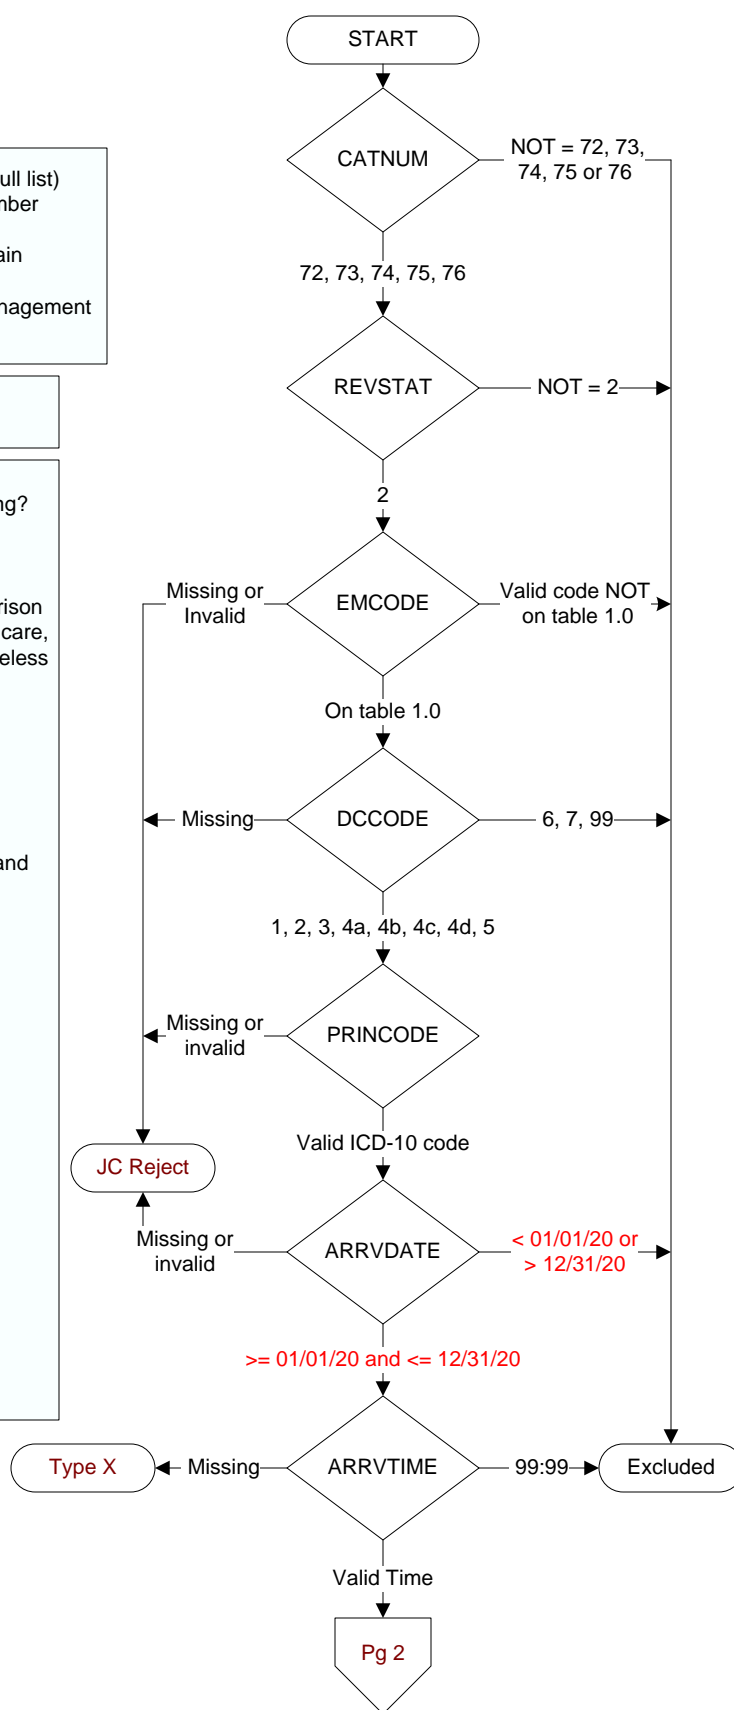 START
CATNUM
NOT = 72, 73,
74, 75 or 76
72, 73, 74, 75, 76
REVSTAT
NOT = 2
2
Missing or
Invalid
EMCODE
Valid code NOT
on table 1.0
On table 1.0
Missing
DCCODE
6, 7, 99
1, 2, 3, 4a, 4b, 4c, 4d, 5
Missing or
invalid
PRINCODE
Valid ICD-10 code
JC Reject
Missing or
invalid
ARRVDATE
< 01/01/20 or
> 12/31/20
>= 01/01/20 and <= 12/31/20
Type X
Missing
ARRVTIME
99:99
Excluded
Valid Time
Pg 2
list)
care,
and